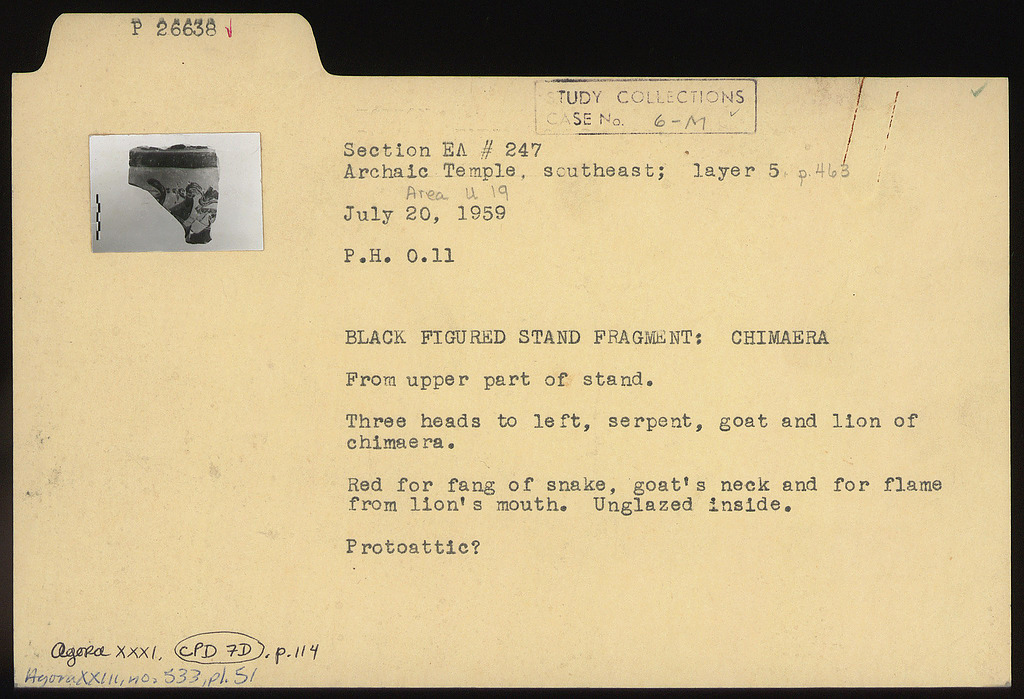 P 26638 ✓
STUDY COLLECTIONS
CASE No. 6-M ✓
Section EΛ # 247
Archaic Temple, southeast; layer 5, p.463
Area U 19
July 20, 1959
P.H. 0.11
BLACK FIGURED STAND FRAGMENT: CHIMAERA
From upper part of stand.
Three heads to left, serpent, goat and lion of
chimaera.
Red for fang of snake, goat's neck and for flame
from lion's mouth. Unglazed inside.
Protoattic?
Agora XXXI, CPD 7D, p.114
Agora XXIII, no. 533, pl. 51